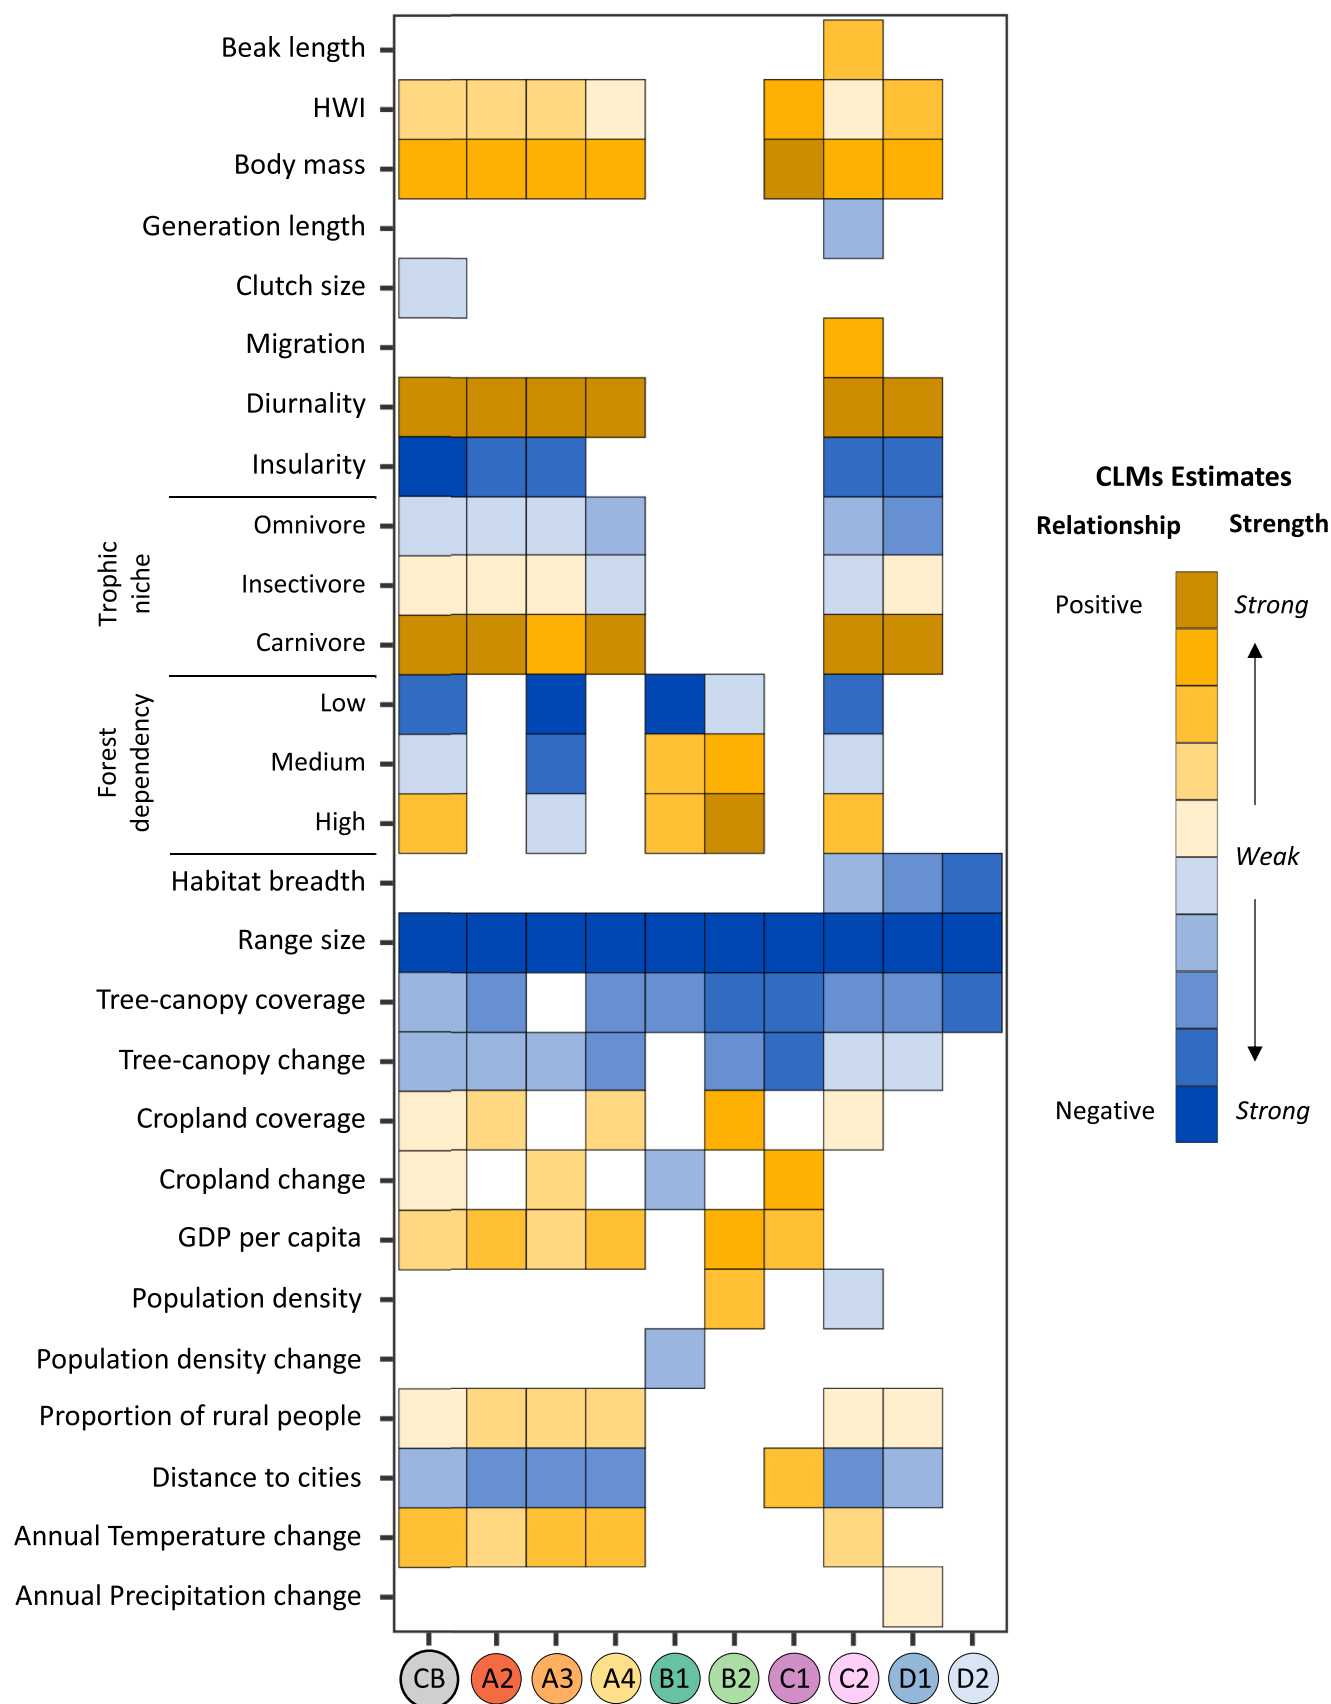 Beak length
HWI
Body mass
Generation length
Clutch size
Migration
Diurnality
Insularity
Trophic
niche
Omnivore
Insectivore
Carnivore
Forest
dependency
Low
Medium
High
Habitat breadth
Range size
Tree-canopy coverage
Tree-canopy change
Cropland coverage
Cropland change
GDP per capita
Population density
Population density change
Proportion of rural people
Distance to cities
Annual Temperature change
Annual Precipitation change
CB A2 A3 A4 B1 B2 C1 C2 D1 D2
CLMs Estimates
Relationship Strength
Positive Strong
Weak
Negative Strong